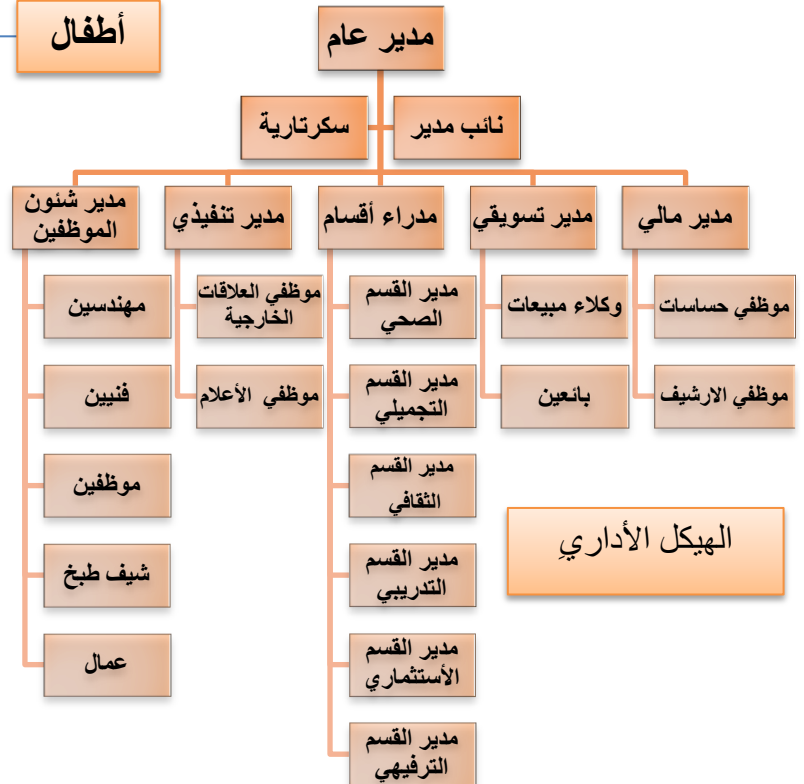 أطفال
مدير عام
نائب مدير
سكرتارية
مدير مالي
مدير تسويقي
مدراء أقسام
مدير تنفيذي
مدير شئون
الموظفين
موظفي حساسات
موظفي الارشيف
وكلاء مبيعات
بائعين
مدير القسم
الصحي
مدير القسم
التجميلي
مدير القسم
الثقافي
مدير القسم
التدريبي
مدير القسم
الأستثماري
مدير القسم
الترفيهي
موظفي العلاقات
الخارجية
موظفي الأعلام
مهندسين
فنيين
موظفين
شيف طبخ
عمال
الهيكل الأداريِ